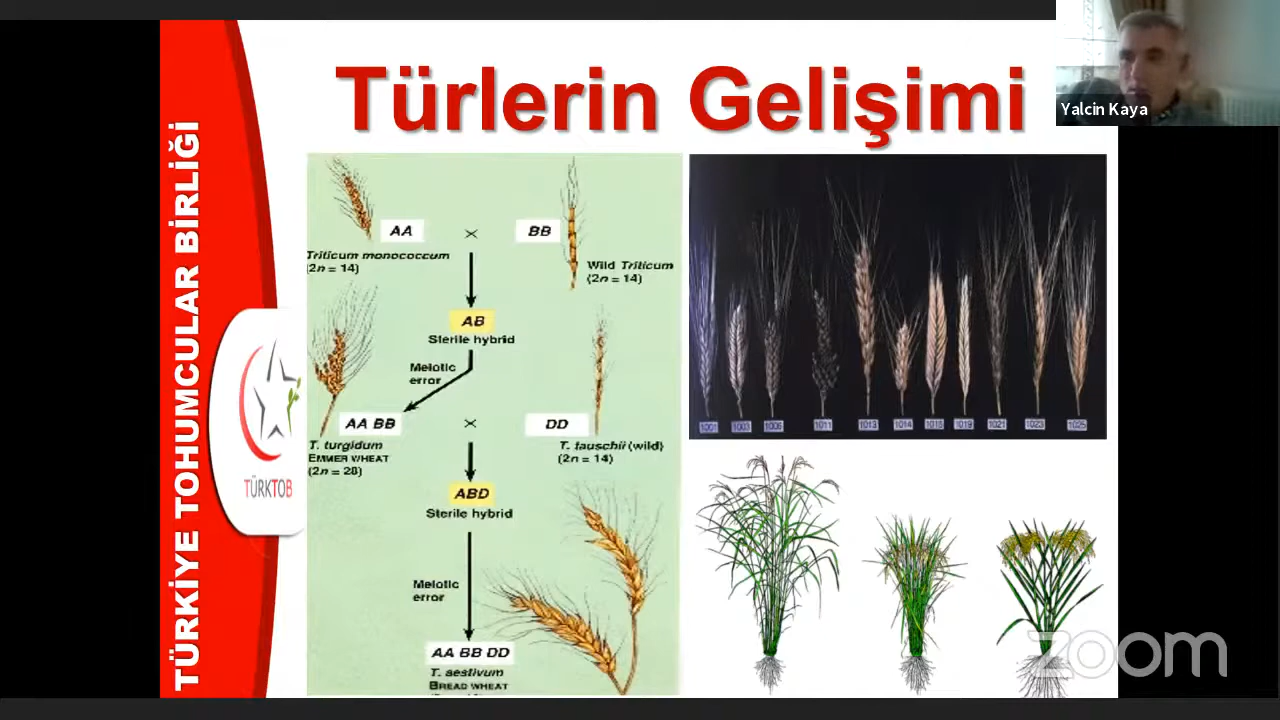 Türlerin Gelişimi
Yalcin Kaya
TÜRKİYE TOHUMCULAR BİRLİĞİ
TÜRKTOB
AA
×
BB
Triticum monococcum
(2n = 14)
Wild Triticum
(2n = 14)
AB
Sterile hybrid
Meiotic
error
AA BB
×
DD
T. turgidum
EMMER WHEAT
(2n = 28)
T. tauschii (wild)
(2n = 14)
ABD
Sterile hybrid
Meiotic
error
AA BB DD
T. aestivum
BREAD WHEAT
1001 1003 1006 1011 1013 1014 1016 1019 1021 1023 1025
zoom